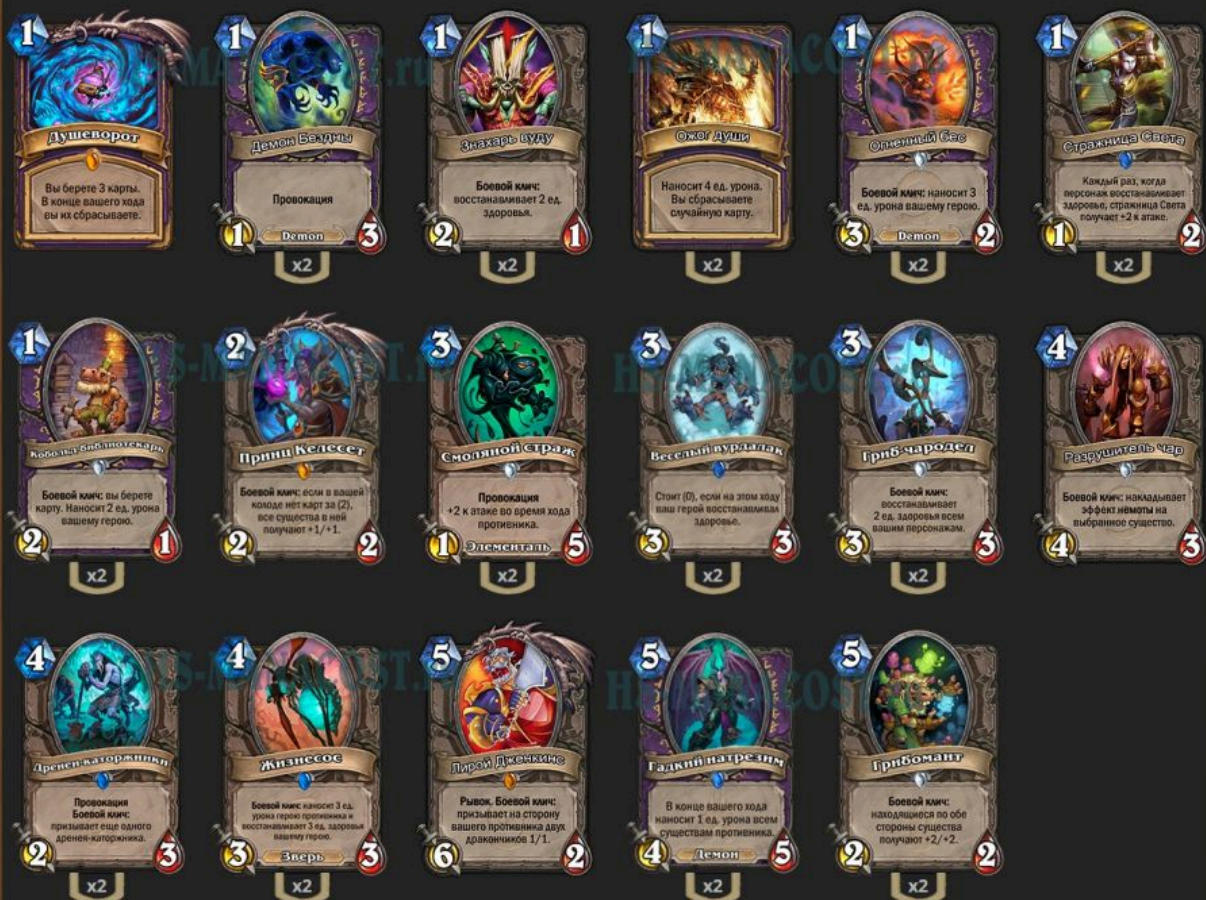 1
Душеворот
Вы берете 3 карты.
В конце вашего хода
вы их сбрасываете.
1
Демон Бездны
Провокация
1
Demon
3
x2
1
Знахарь вуду
Боевой клич:
восстанавливает 2 ед.
здоровья.
2
1
x2
1
Ожог души
Наносит 4 ед. урона.
Вы сбрасываете
случайную карту.
x2
1
Огненный бес
Боевой клич: наносит 3
ед. урона вашему герою.
3
Demon
2
x2
1
Стражница Света
Каждый раз, когда
персонаж восстанавливает
здоровье, стражница Света
получает +2 к атаке.
1
2
x2
1
Кобольд-библиотекарь
Боевой клич: вы берете
карту. Наносит 2 ед. урона
вашему герою.
2
1
x2
2
Принц Келесет
Боевой клич: если в вашей
колоде нет карт за (2),
все существа в ней
получают +1/+1.
2
2
3
Смоляной страж
Провокация
+2 к атаке во время хода
противника.
1
Элементаль
5
x2
3
Веселый вурдалак
Стоит (0), если на этом ходу
ваш герой восстанавливал
здоровье.
3
3
x2
3
Гриб-чародел
Боевой клич:
восстанавливает
2 ед. здоровья всем
вашим персонажам.
3
3
x2
4
Разрушитель чар
Боевой клич: накладывает
эффект немоты на
выбранное существо.
4
3
4
Дренеи-каторжники
Провокация
Боевой клич:
призывает еще одного
дренея-каторжника.
2
3
x2
4
Жизнесос
Боевой клич: наносит 3 ед.
урона герою противника и
восстанавливает 3 ед. здоровья
вашему герою.
3
Зверь
3
x2
5
Лирой Дженкинс
Рывок. Боевой клич:
призывает на сторону
вашего противника двух
дракончиков 1/1.
6
2
5
Гадкий натрезим
В конце вашего хода
наносит 1 ед. урона всем
существам противника.
4
Демон
5
x2
5
Грибомант
Боевой клич:
находящиеся по обе
стороны существа
получают +2/+2.
2
2
x2